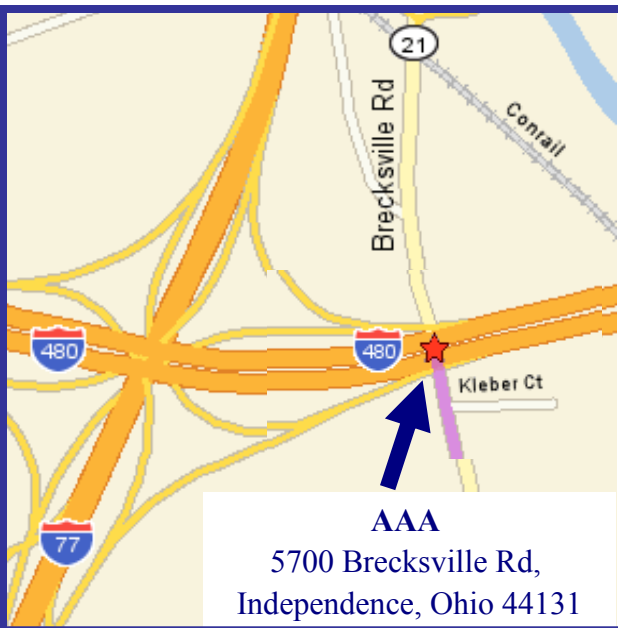 21
Brecksville Rd
Conrail
480
480
Kleber Ct
77
AAA
5700 Brecksville Rd,
Independence, Ohio 44131